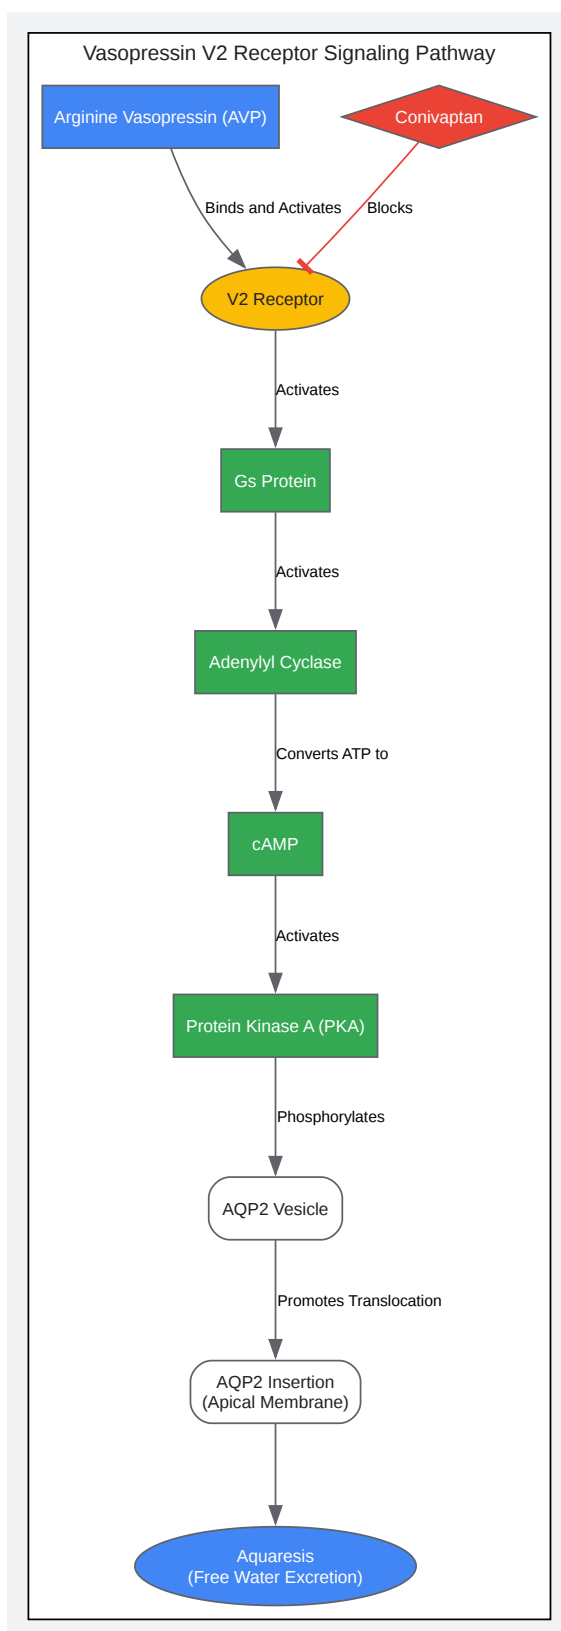 Vasopressin V2 Receptor Signaling Pathway
Arginine Vasopressin (AVP)
Conivaptan
Binds and Activates
Blocks
V2 Receptor
Activates
Gs Protein
Activates
Adenylyl Cyclase
Converts ATP to
cAMP
Activates
Protein Kinase A (PKA)
Phosphorylates
AQP2 Vesicle
Promotes Translocation
AQP2 Insertion
(Apical Membrane)
Aquaresis
(Free Water Excretion)